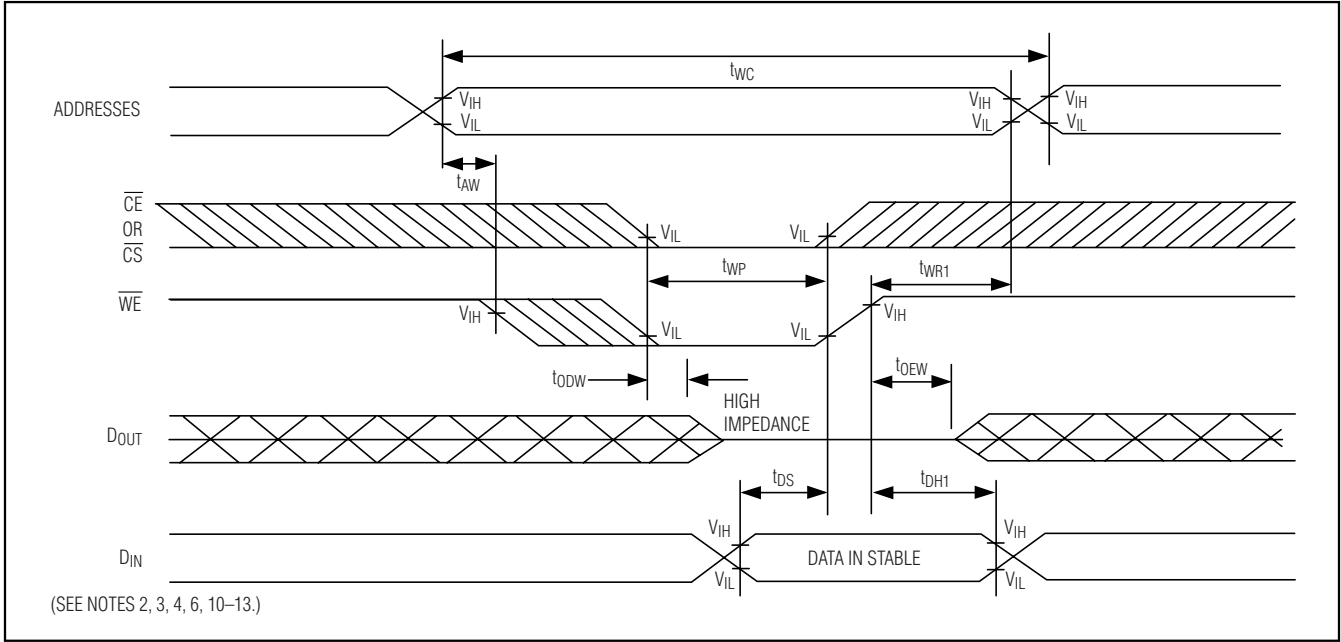 tWC
ADDRESSES
VIH
VIL
VIH
VIL
VIH
VIL
tAW
CE
OR
CS
VIL
VIL
tWP
tWR1
WE
VIH
VIL
VIL
VIH
tODW
tOEW
HIGH
IMPEDANCE
DOUT
tDS
tDH1
VIH
VIH
DIN
DATA IN STABLE
VIL
VIL
(SEE NOTES 2, 3, 4, 6, 10–13.)